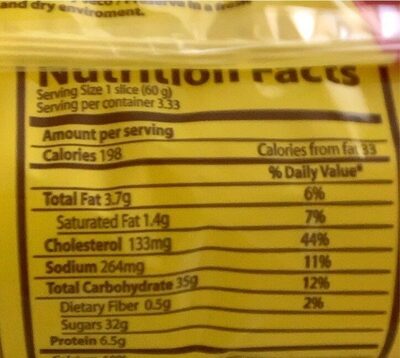 and dry enviroment.
Nutrition Facts
Serving Size 1 slice (60 g)
Serving per container 3.33
Amount per serving
Calories 198 Calories from fat 33
% Daily Value*
Total Fat 3.7g 6%
Saturated Fat 1.4g 7%
Cholesterol 133mg 44%
Sodium 264mg 11%
Total Carbohydrate 35g 12%
Dietary Fiber 0.5g 2%
Sugars 32g
Protein 6.5g